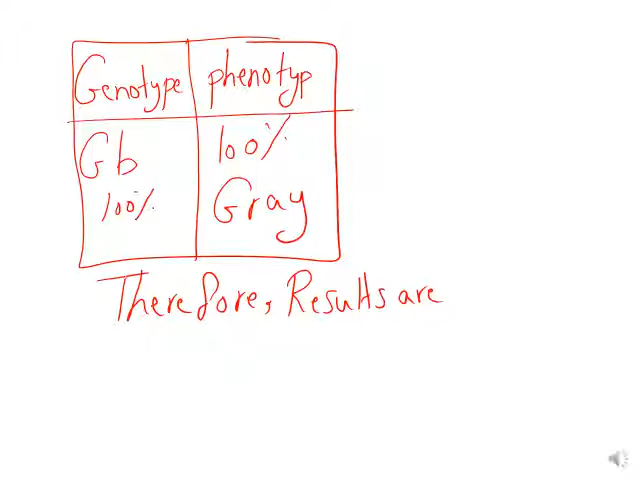 Genotype phenotyp
Gb 100%
100% Gray
Therefore, Results are